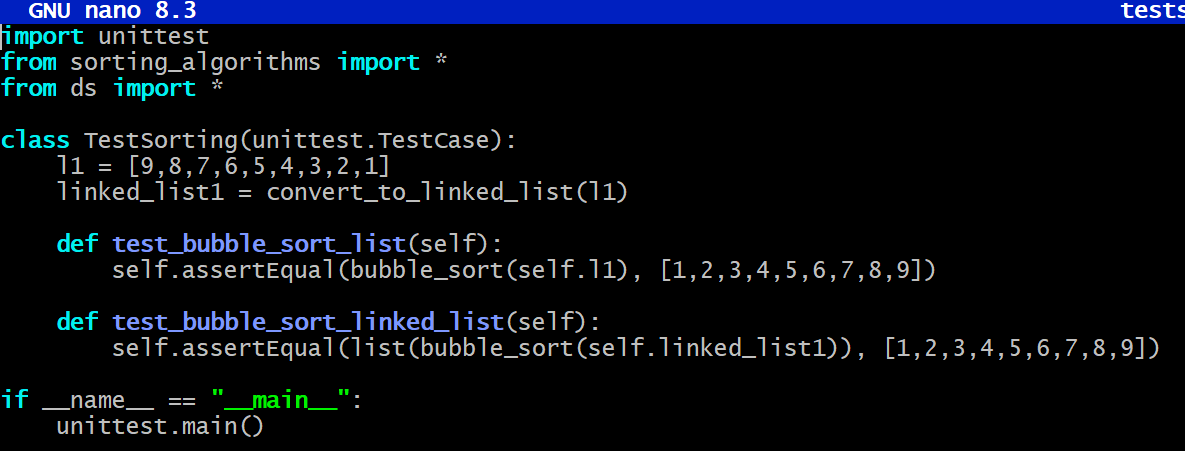 GNU nano 8.3 tests
import unittest
from sorting_algorithms import *
from ds import *
class TestSorting(unittest.TestCase):
    l1 = [9,8,7,6,5,4,3,2,1]
    linked_list1 = convert_to_linked_list(l1)
    def test_bubble_sort_list(self):
        self.assertEqual(bubble_sort(self.l1), [1,2,3,4,5,6,7,8,9])
    def test_bubble_sort_linked_list(self):
        self.assertEqual(list(bubble_sort(self.linked_list1)), [1,2,3,4,5,6,7,8,9])
if __name__ == "__main__":
    unittest.main()